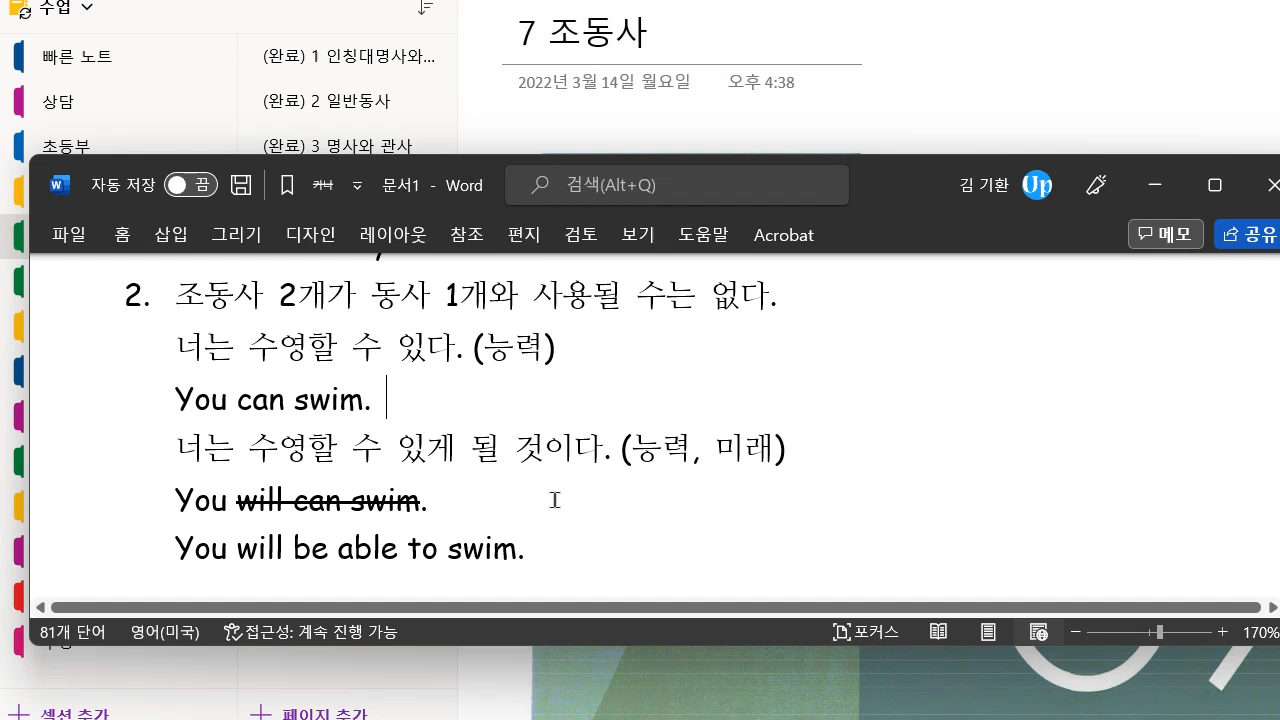 수업
7 조동사
2022년 3월 14일 월요일 오후 4:38
빠른 노트
상담
초등부
(완료) 1 인칭대명사와...
(완료) 2 일반동사
(완료) 3 명사와 관사
자동 저장 끔 가나 문서1 - Word 검색(Alt+Q) 김 기환 Up
파일 홈 삽입 그리기 디자인 레이아웃 참조 편지 검토 보기 도움말 Acrobat 메모 공유
2. 조동사 2개가 동사 1개와 사용될 수는 없다.
너는 수영할 수 있다. (능력)
You can swim.
너는 수영할 수 있게 될 것이다. (능력, 미래)
You will can swim.
You will be able to swim.
81개 단어 영어(미국) 접근성: 계속 진행 가능 포커스 170%
섹션 추가 페이지 추가